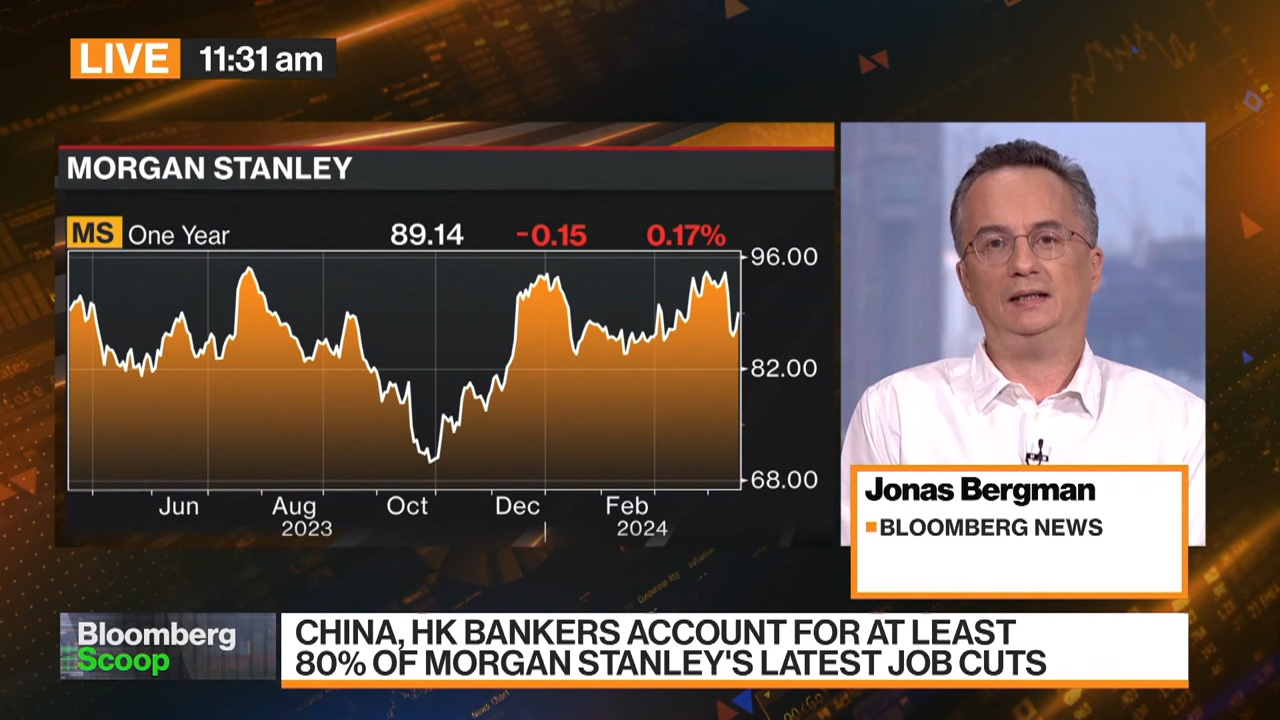 LIVE 11:31 am
MORGAN STANLEY
MS One Year 89.14 -0.15 0.17%
96.00
82.00
68.00
Jun Aug Oct Dec Feb
2023 2024
Jonas Bergman
BLOOMBERG NEWS
Bloomberg
Scoop
CHINA, HK BANKERS ACCOUNT FOR AT LEAST
80% OF MORGAN STANLEY'S LATEST JOB CUTS